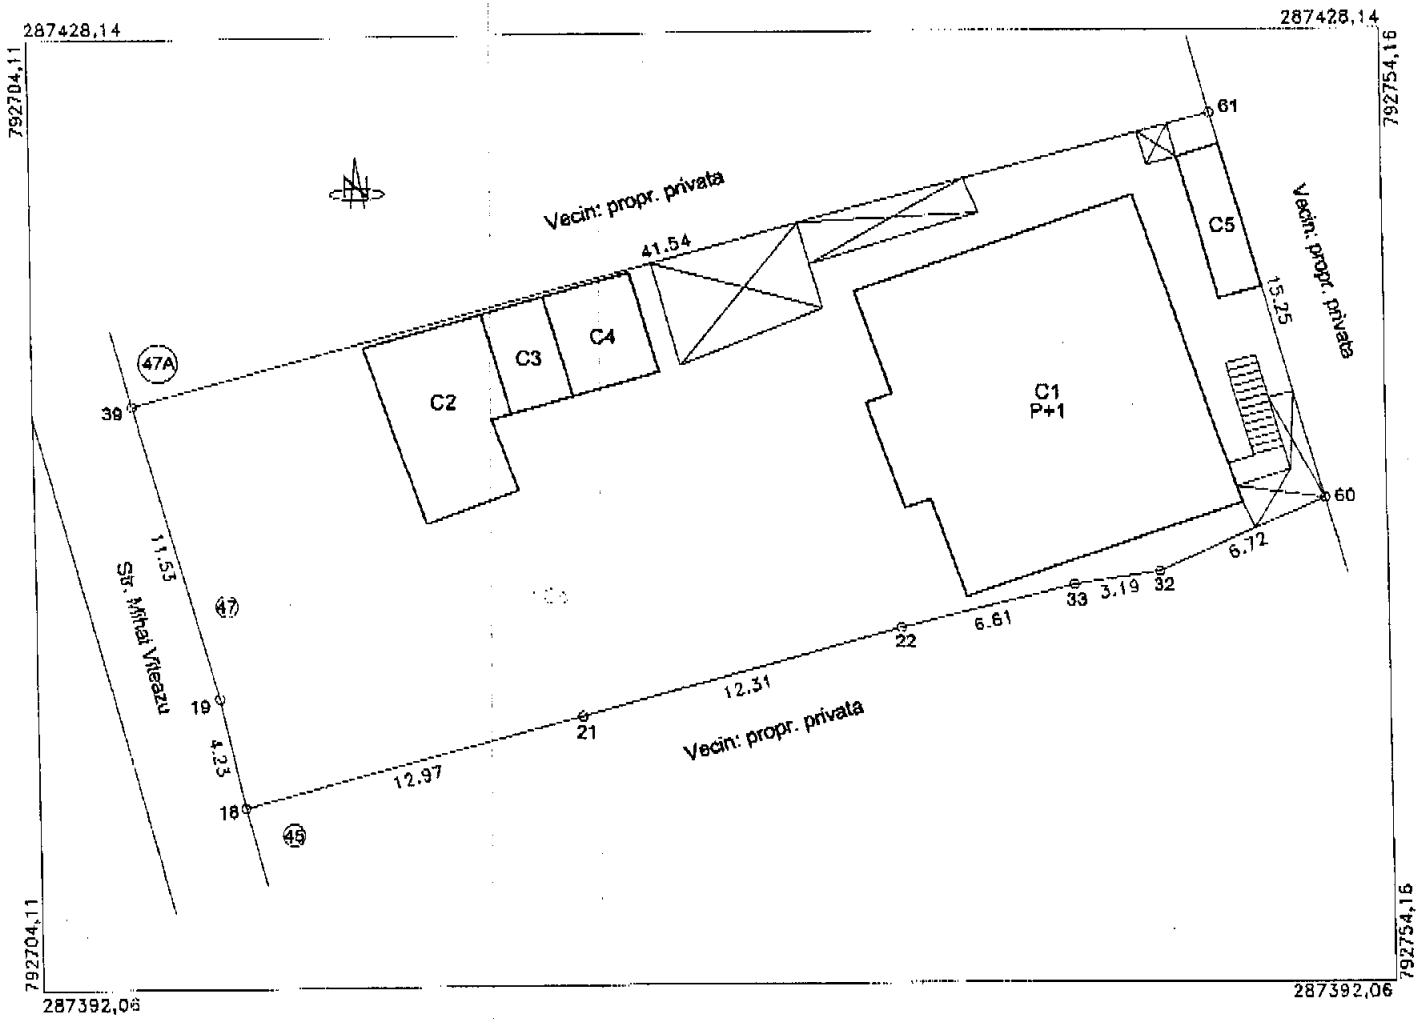 287428,14
287428,14
792704,11
792754,16
61
N
Vecin: propr. privata
41.54
C5
Vecin: propr. privata
15.25
47A
C4
C3
C2
C1
P+1
39
60
11.53
6.72
Str. Mihai Viteazu
47
3.19
32
33
6.61
22
12.31
19
21
Vecin: propr. privata
4.23
12.97
18
45
792704,11
792754,16
287392,06
287392,06